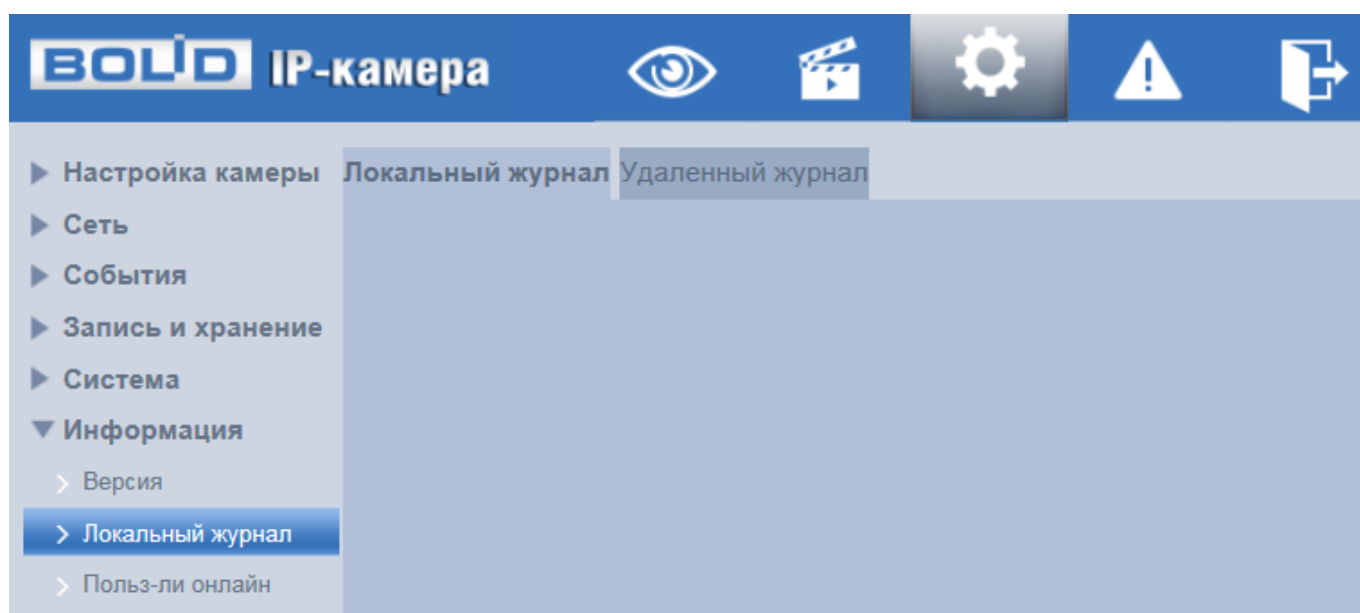 BOLID IP-камера
Настройка камеры
Локальный журнал Удаленный журнал
Сеть
События
Запись и хранение
Система
Информация
Версия
Локальный журнал
Польз-ли онлайн